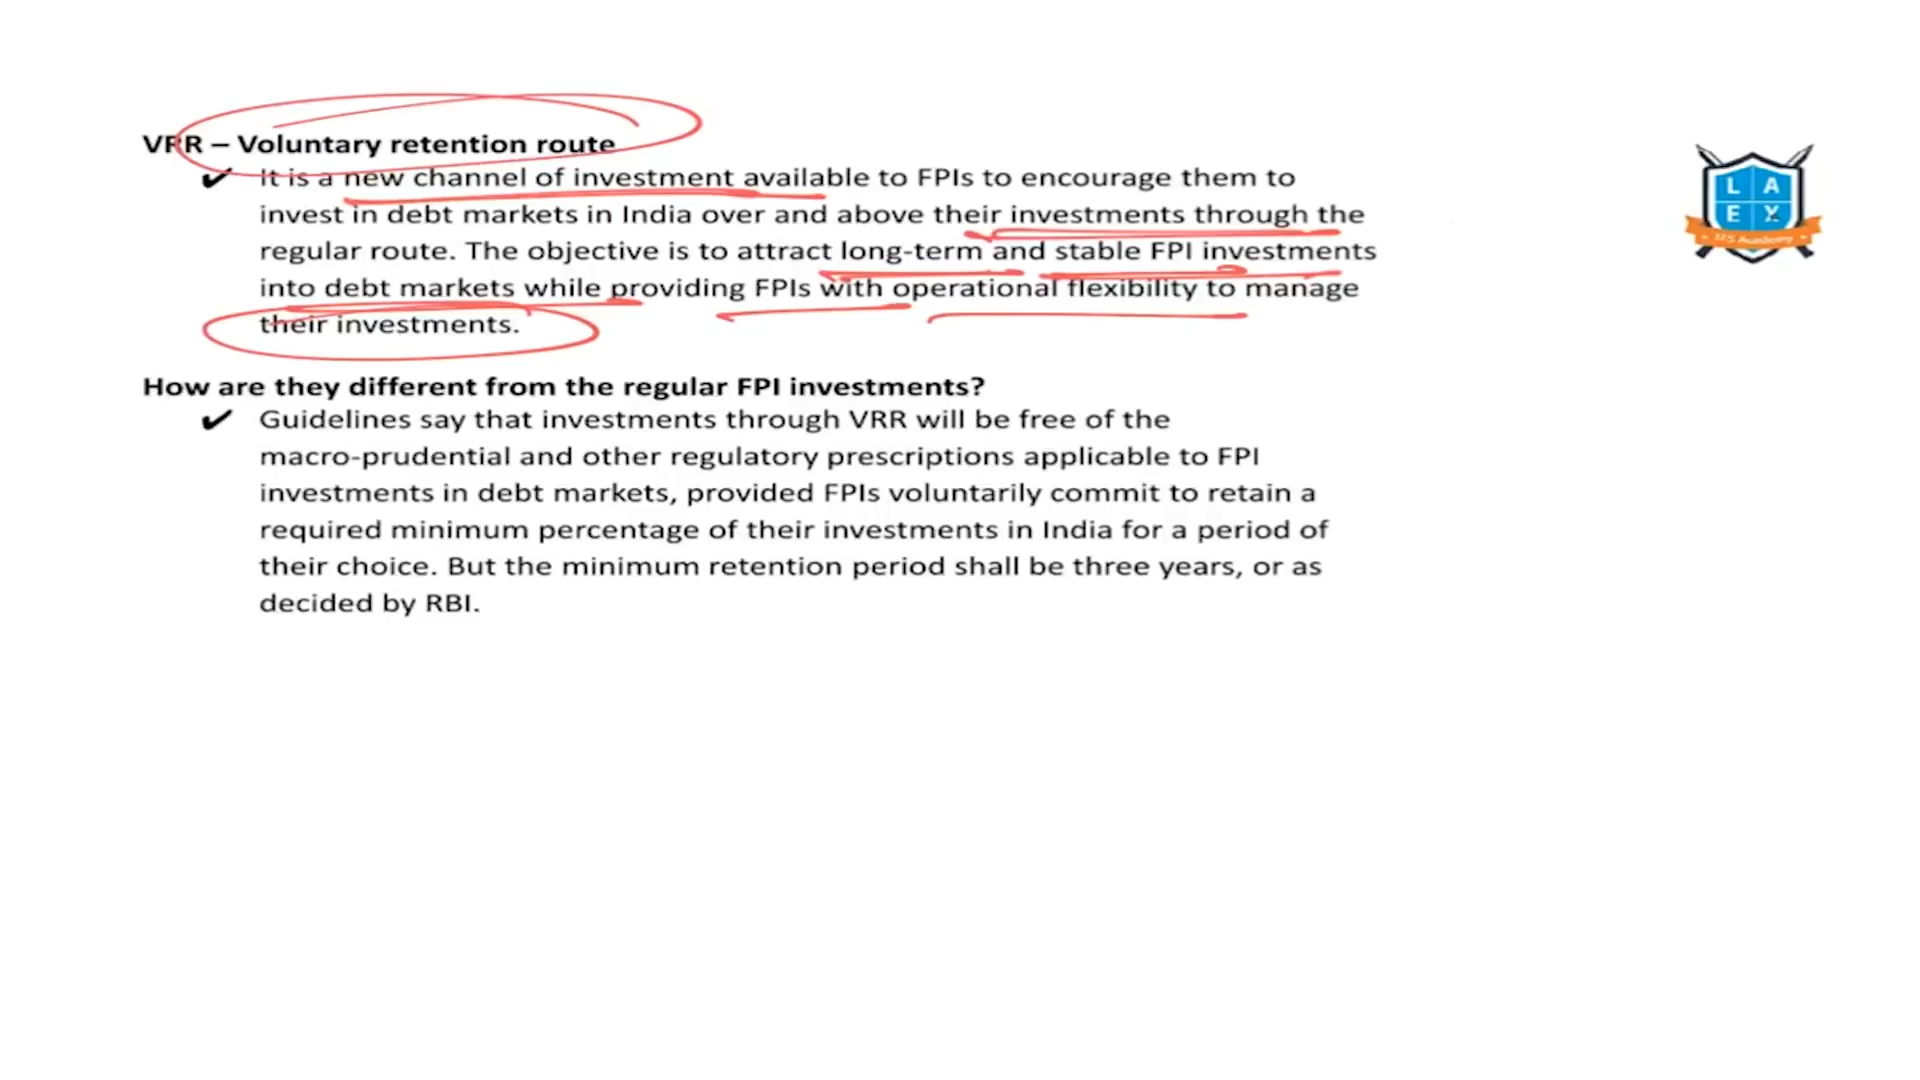 VRR – Voluntary retention route
✔ It is a new channel of investment available to FPIs to encourage them to
invest in debt markets in India over and above their investments through the
regular route. The objective is to attract long-term and stable FPI investments
into debt markets while providing FPIs with operational flexibility to manage
their investments.
How are they different from the regular FPI investments?
✔ Guidelines say that investments through VRR will be free of the
macro-prudential and other regulatory prescriptions applicable to FPI
investments in debt markets, provided FPIs voluntarily commit to retain a
required minimum percentage of their investments in India for a period of
their choice. But the minimum retention period shall be three years, or as
decided by RBI.
L A
E X
IAS Academy